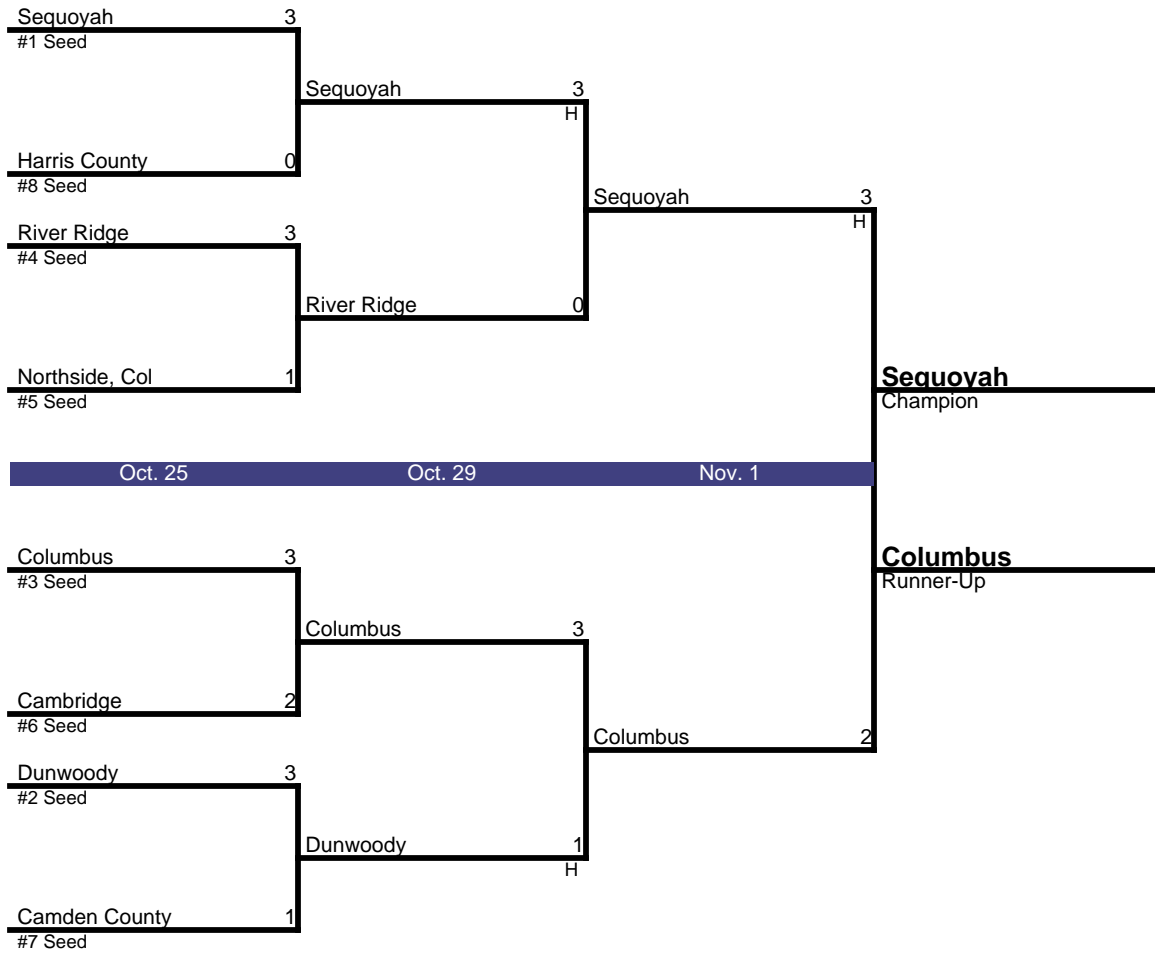 Sequoyah 3
#1 Seed
Sequoyah 3
H
Harris County 0
#8 Seed
Sequoyah 3
H
River Ridge 3
#4 Seed
River Ridge 0
Northside, Col 1
#5 Seed
Sequoyah
Champion
Oct. 25 Oct. 29 Nov. 1
Columbus 3
#3 Seed
Columbus
Runner-Up
Columbus 3
Cambridge 2
#6 Seed
Columbus 2
Dunwoody 3
#2 Seed
Dunwoody 1
H
Camden County 1
#7 Seed